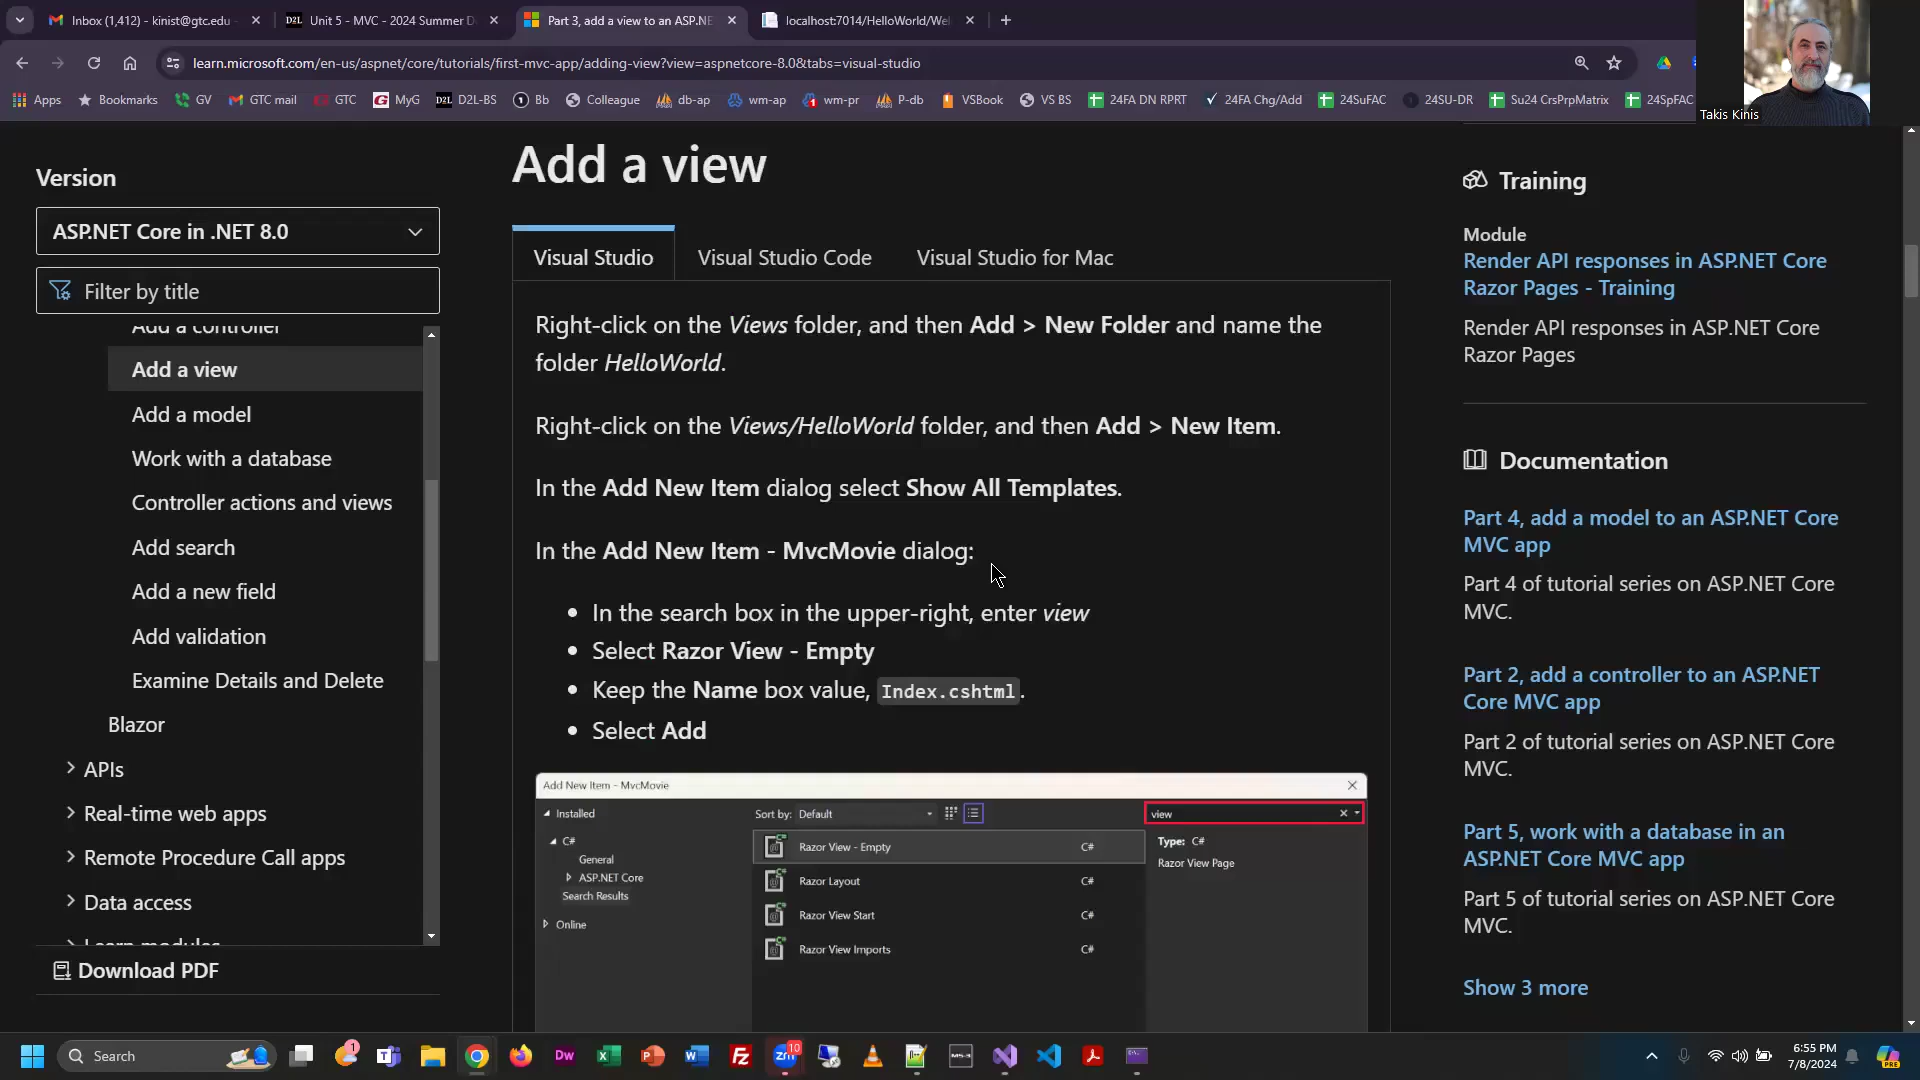 Inbox (1,412) - kinist@gtc.edu -
D2L Unit 5 - MVC - 2024 Summer D
Part 3, add a view to an ASP.NE
localhost:7014/HelloWorld/Wel
learn.microsoft.com/en-us/aspnet/core/tutorials/first-mvc-app/adding-view?view=aspnetcore-8.0&tabs=visual-studio
Apps
Bookmarks
GV
GTC mail
GTC
MyG
D2L D2L-BS
Bb
Colleague
db-ap
wm-ap
wm-pr
P-db
VSBook
VS BS
24FA DN RPRT
24FA Chg/Add
24SuFAC
24SU-DR
Su24 CrsPrpMatrix
24SpFAC
Takis Kinis
Version
ASP.NET Core in .NET 8.0
Filter by title
Add a controller
Add a view
Add a model
Work with a database
Controller actions and views
Add search
Add a new field
Add validation
Examine Details and Delete
Blazor
APIs
Real-time web apps
Remote Procedure Call apps
Data access
Learn modules
Download PDF
Add a view
Visual Studio
Visual Studio Code
Visual Studio for Mac
Right-click on the Views folder, and then Add > New Folder and name the
folder HelloWorld.
Right-click on the Views/HelloWorld folder, and then Add > New Item.
In the Add New Item dialog select Show All Templates.
In the Add New Item - MvcMovie dialog:
• In the search box in the upper-right, enter view
• Select Razor View - Empty
• Keep the Name box value, Index.cshtml.
• Select Add
Add New Item - MvcMovie
Installed
C#
General
ASP.NET Core
Search Results
Online
Sort by: Default
Razor View - Empty C#
Razor Layout C#
Razor View Start C#
Razor View Imports C#
view
Type: C#
Razor View Page
Training
Module
Render API responses in ASP.NET Core
Razor Pages - Training
Render API responses in ASP.NET Core
Razor Pages
Documentation
Part 4, add a model to an ASP.NET Core
MVC app
Part 4 of tutorial series on ASP.NET Core
MVC.
Part 2, add a controller to an ASP.NET
Core MVC app
Part 2 of tutorial series on ASP.NET Core
MVC.
Part 5, work with a database in an
ASP.NET Core MVC app
Part 5 of tutorial series on ASP.NET Core
MVC.
Show 3 more
Search
1
Dw
Fz
zm
10
MS-3
6:55 PM
7/8/2024
PRE